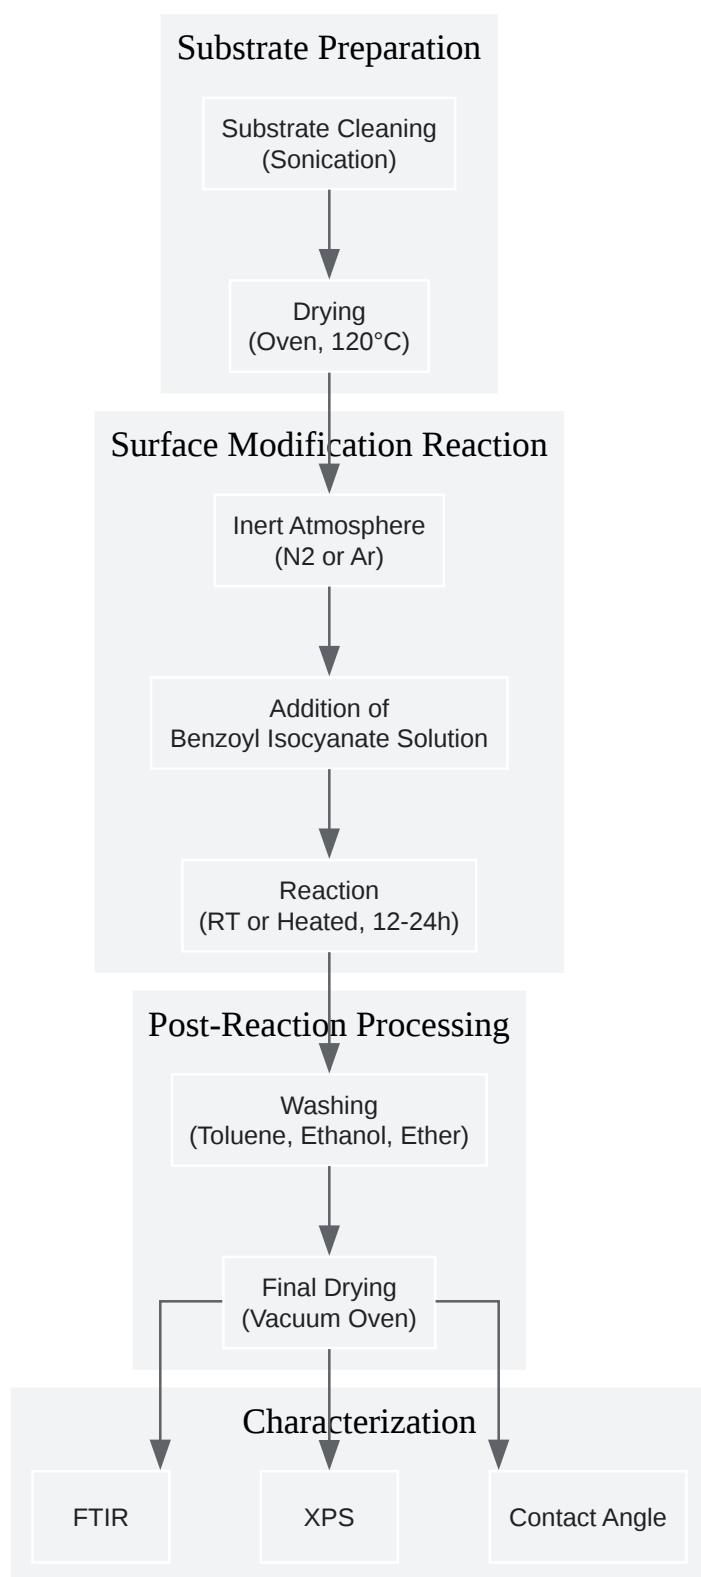 Substrate Preparation
Substrate Cleaning
(Sonication)
Drying
(Oven, 120°C)
Surface Modification Reaction
Inert Atmosphere
(N2 or Ar)
Addition of
Benzoyl Isocyanate Solution
Reaction
(RT or Heated, 12-24h)
Post-Reaction Processing
Washing
(Toluene, Ethanol, Ether)
Final Drying
(Vacuum Oven)
Characterization
FTIR
XPS
Contact Angle